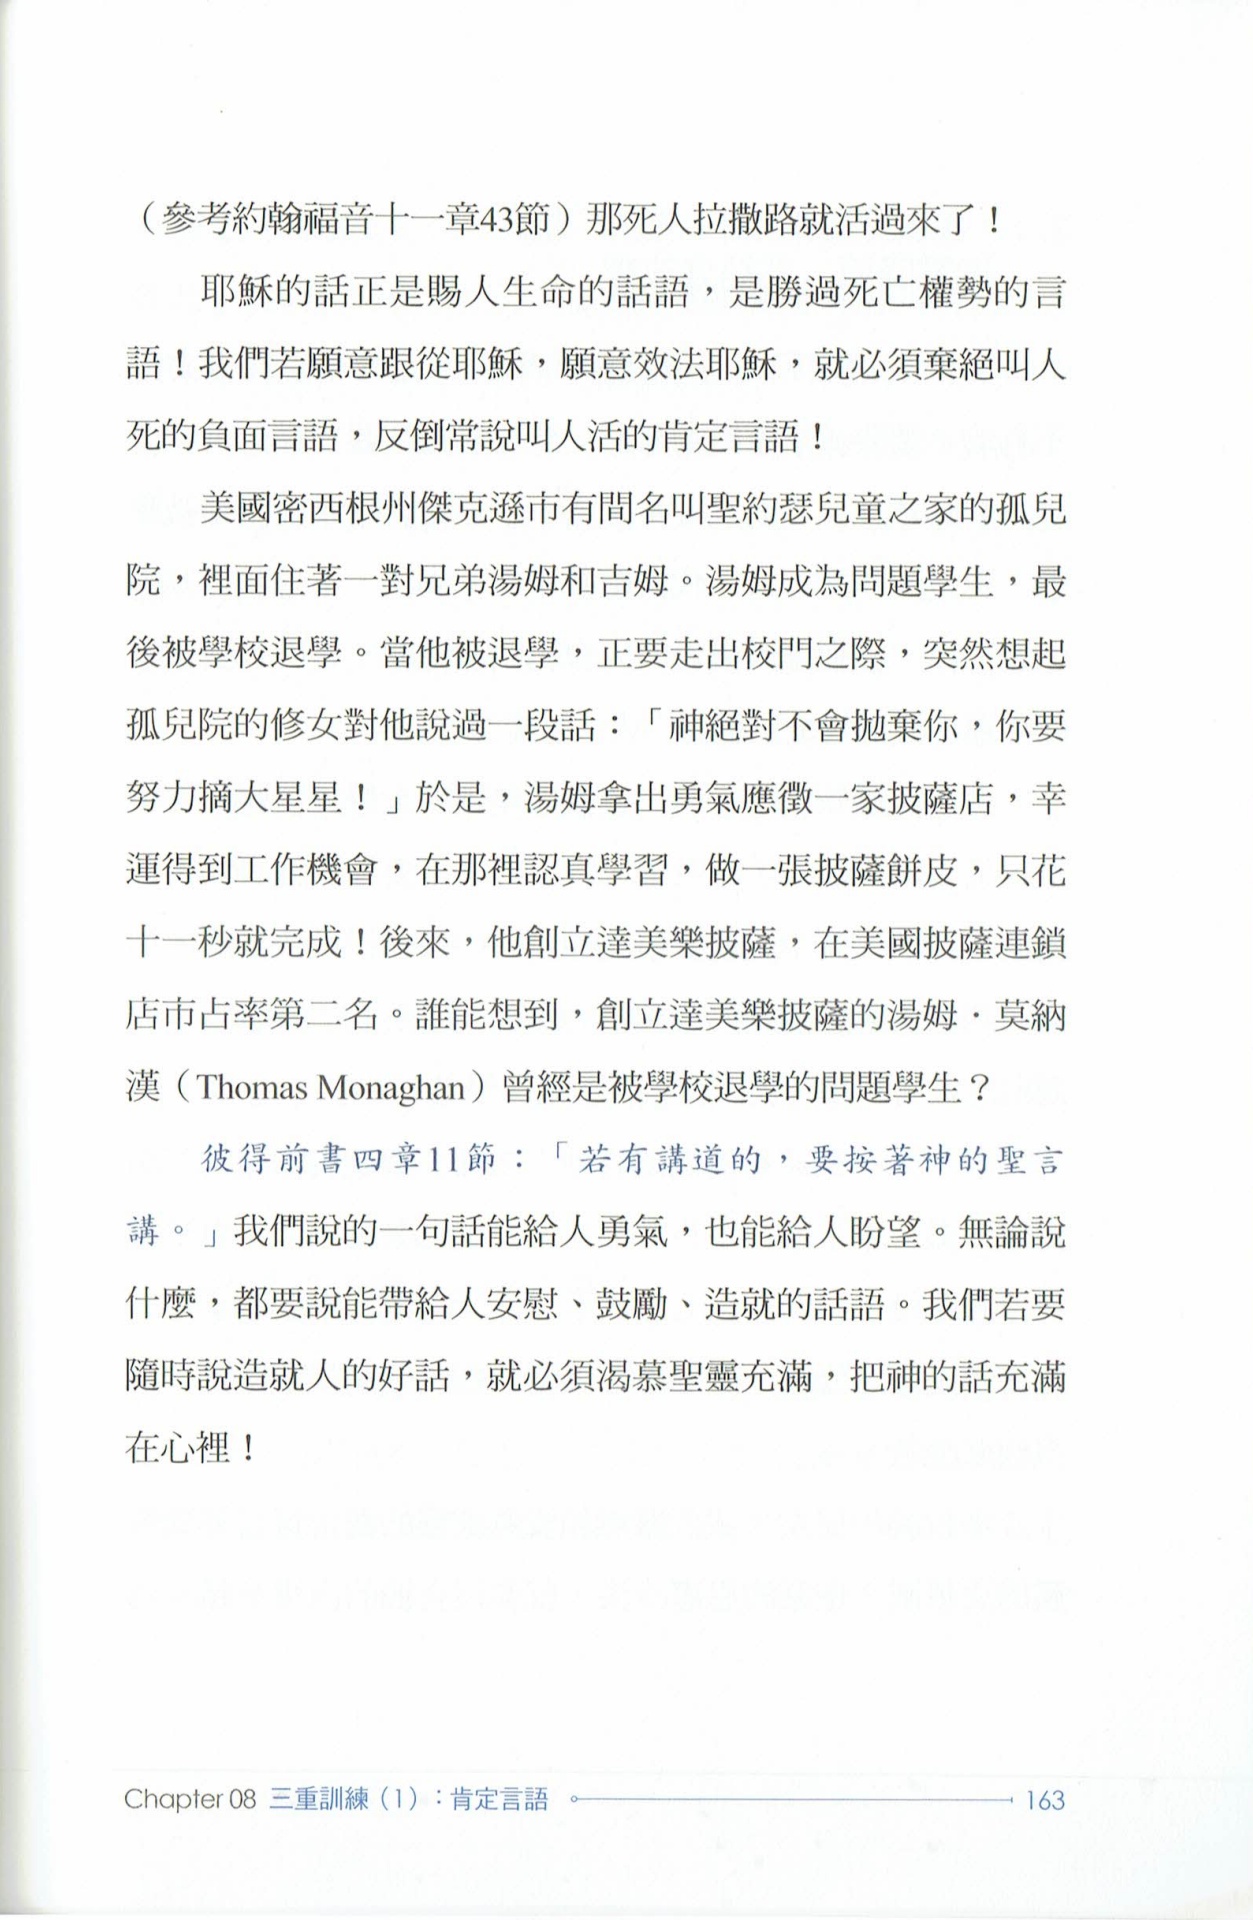 （參考約翰福音十一章43節）那死人拉撒路就活過來了！
耶穌的話正是賜人生命的話語，是勝過死亡權勢的言
語！我們若願意跟從耶穌，願意效法耶穌，就必須棄絕叫人
死的負面言語，反倒常說叫人活的肯定言語！
美國密西根州傑克遜市有間名叫聖約瑟兒童之家的孤兒
院，裡面住著一對兄弟湯姆和吉姆。湯姆成為問題學生，最
後被學校退學。當他被退學，正要走出校門之際，突然想起
孤兒院的修女對他說過一段話：「神絕對不會拋棄你，你要
努力摘大星星！」於是，湯姆拿出勇氣應徵一家披薩店，幸
運得到工作機會，在那裡認真學習，做一張披薩餅皮，只花
十一秒就完成！後來，他創立達美樂披薩，在美國披薩連鎖
店市占率第二名。誰能想到，創立達美樂披薩的湯姆．莫納
漢（Thomas Monaghan）曾經是被學校退學的問題學生？
彼得前書四章11節：「若有講道的，要按著神的聖言
講。」我們說的一句話能給人勇氣，也能給人盼望。無論說
什麼，都要說能帶給人安慰、鼓勵、造就的話語。我們若要
隨時說造就人的好話，就必須渴慕聖靈充滿，把神的話充滿
在心裡！
Chapter 08 三重訓練（1）：肯定言語 163